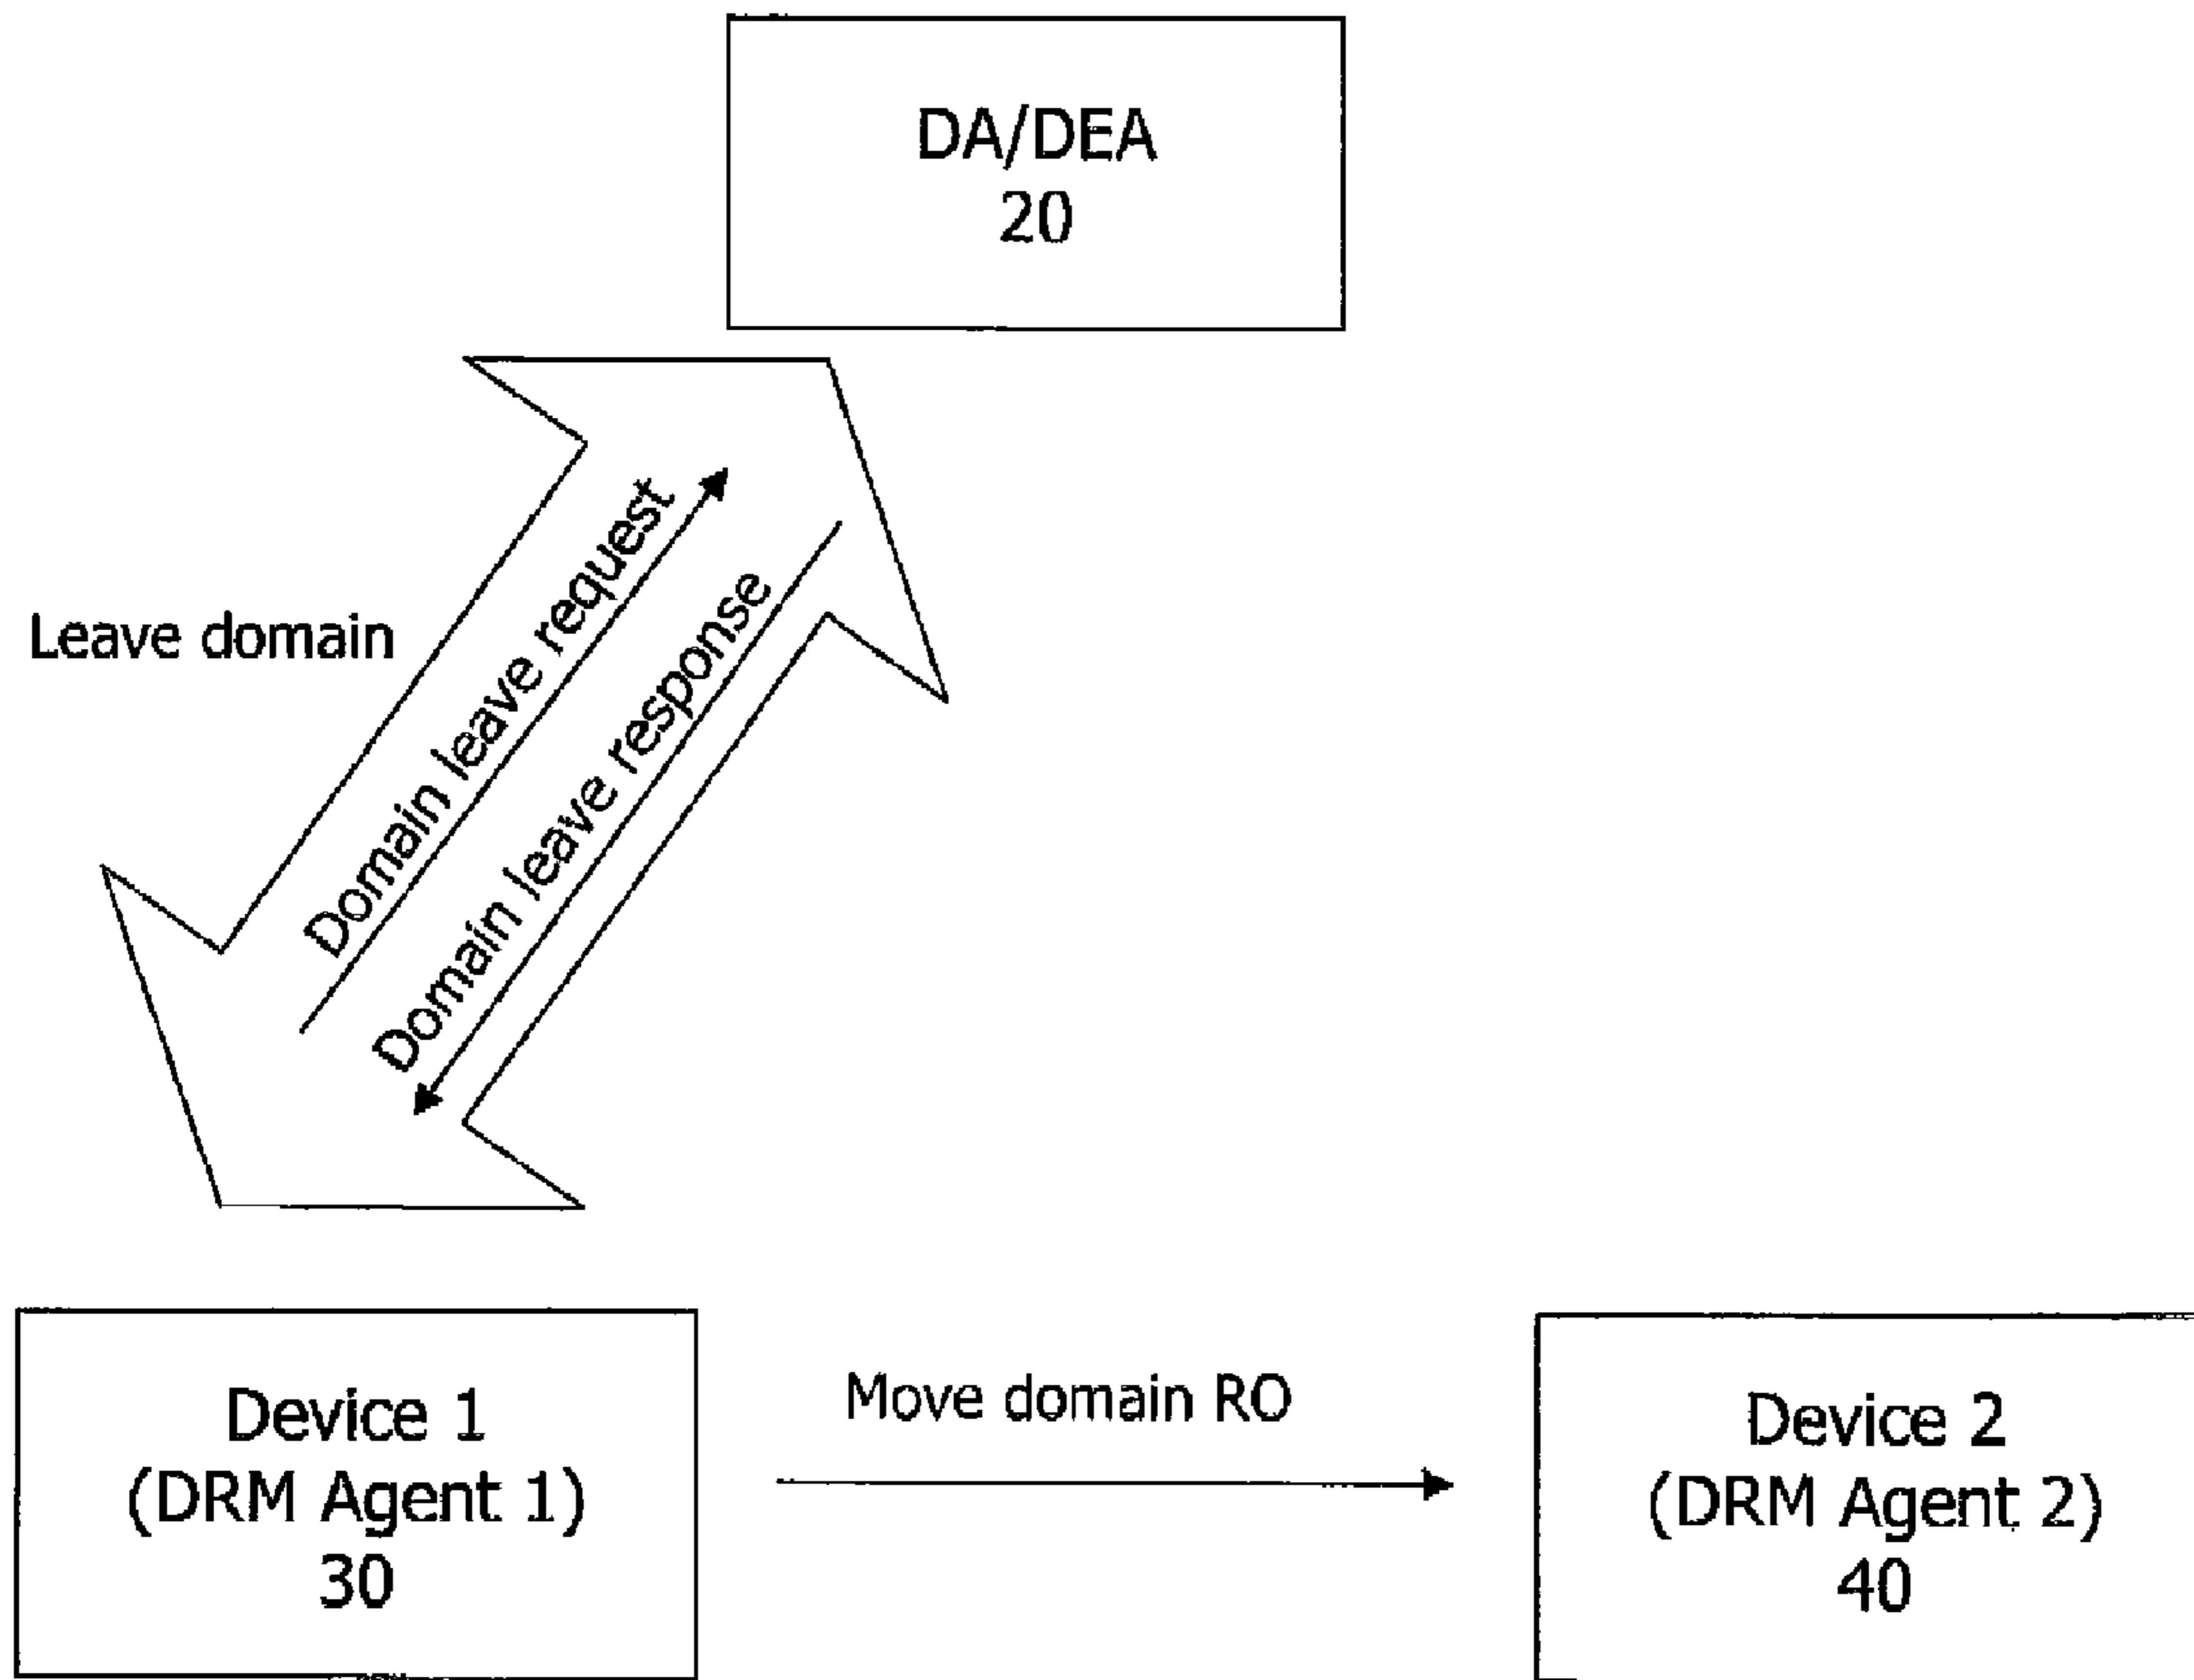 DA/DEA
20
Leave domain
Domain leave request
Domain leave response
Device 1
(DRM Agent 1)
30
Move domain RO
Device 2
(DRM Agent 2)
40